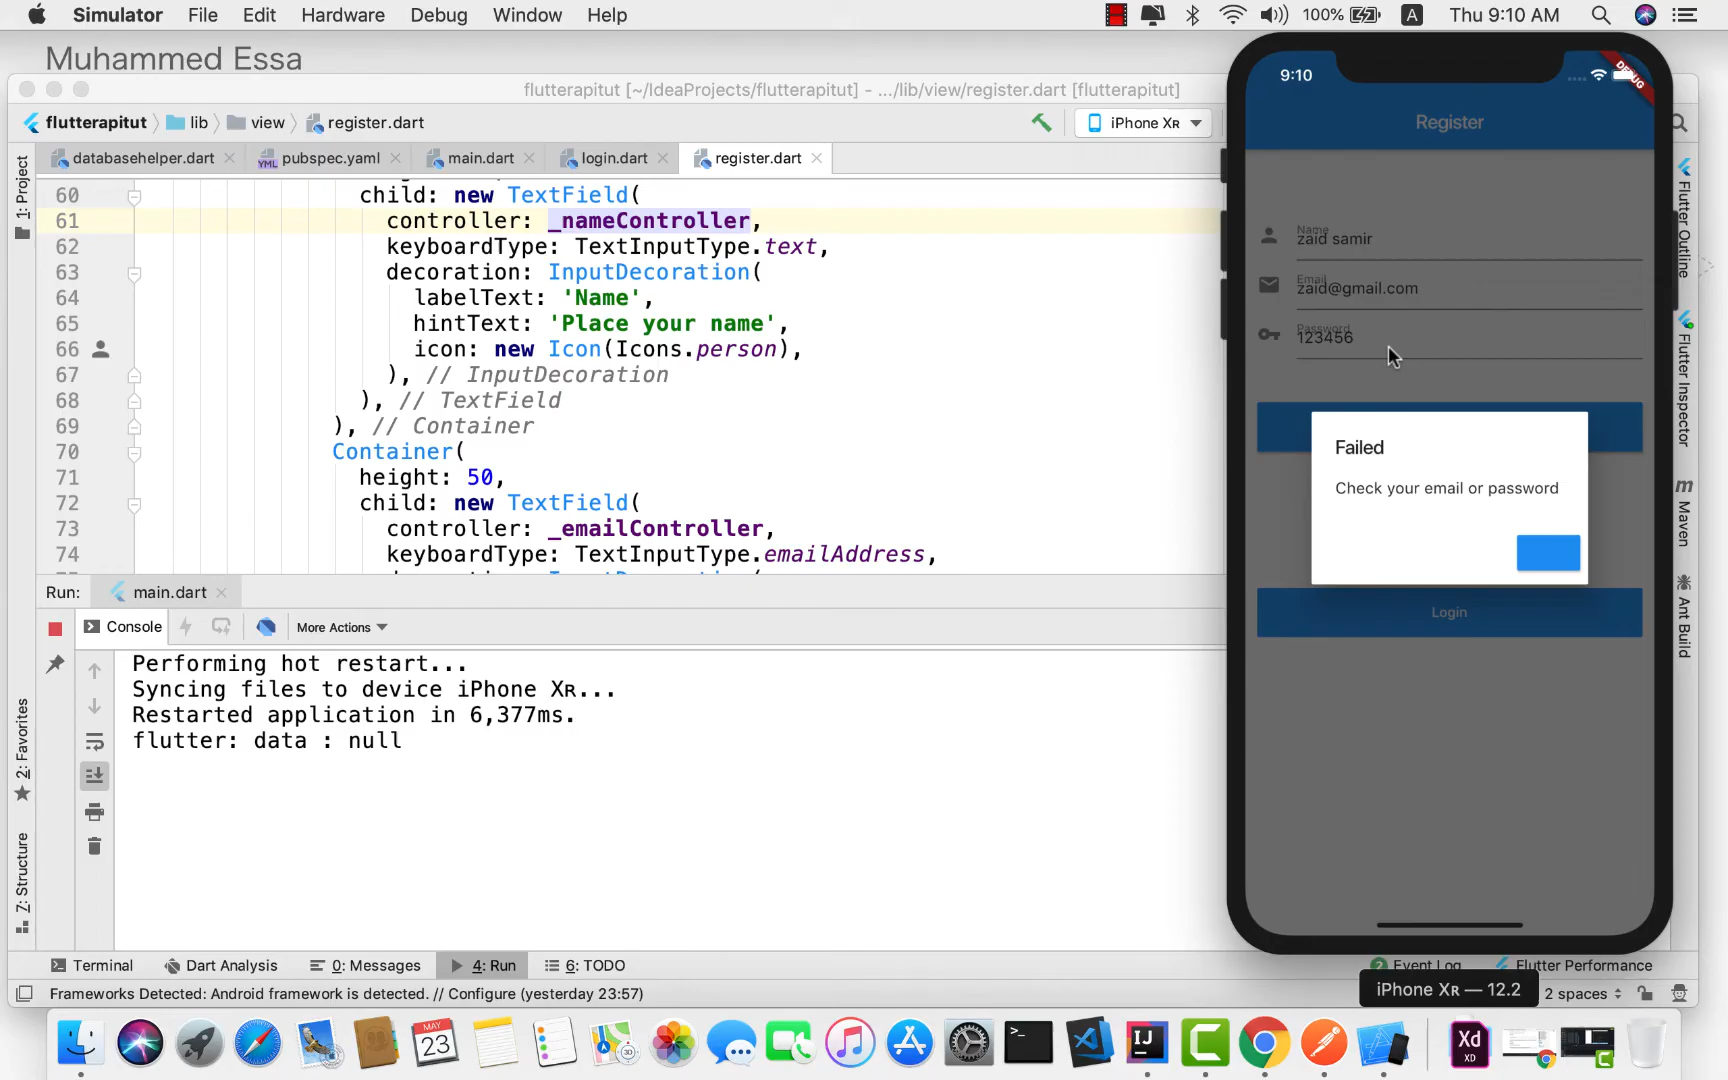 Simulator File Edit Hardware Debug Window Help 100% A Thu 9:10 AM
Muhammed Essa
flutterapitut [~/IdeaProjects/flutterapitut] - .../lib/view/register.dart [flutterapitut]
flutterapitut lib view register.dart iPhone XR
databasehelper.dart pubspec.yaml main.dart login.dart register.dart
1: Project
60 child: new TextField(
61 controller: _nameController,
62 keyboardType: TextInputType.text,
63 decoration: InputDecoration(
64 labelText: 'Name',
65 hintText: 'Place your name',
66 icon: new Icon(Icons.person),
67 ), // InputDecoration
68 ), // TextField
69 ), // Container
70 Container(
71 height: 50,
72 child: new TextField(
73 controller: _emailController,
74 keyboardType: TextInputType.emailAddress,
Run: main.dart
Console More Actions
Performing hot restart...
Syncing files to device iPhone XR...
Restarted application in 6,377ms.
flutter: data : null
2: Favorites
7: Structure
9:10
DEBUG
Register
Name
zaid samir
Email
zaid@gmail.com
Password
123456
Failed
Check your email or password
Login
Flutter Outline
Flutter Inspector
m Maven
Ant Build
Terminal Dart Analysis 0: Messages 4: Run 6: TODO 2 Event Log Flutter Performance
Frameworks Detected: Android framework is detected. // Configure (yesterday 23:57) 2 spaces
iPhone XR — 12.2
MAY
23
IJ
Xd
XD